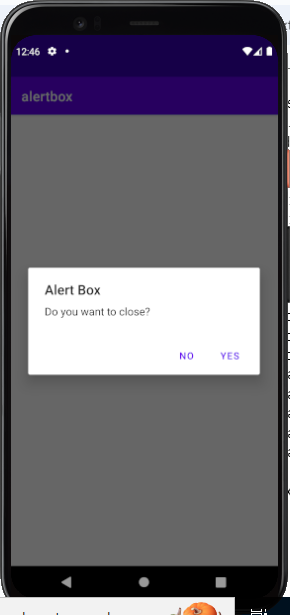 12:46
alertbox
Alert Box
Do you want to close?
NO YES